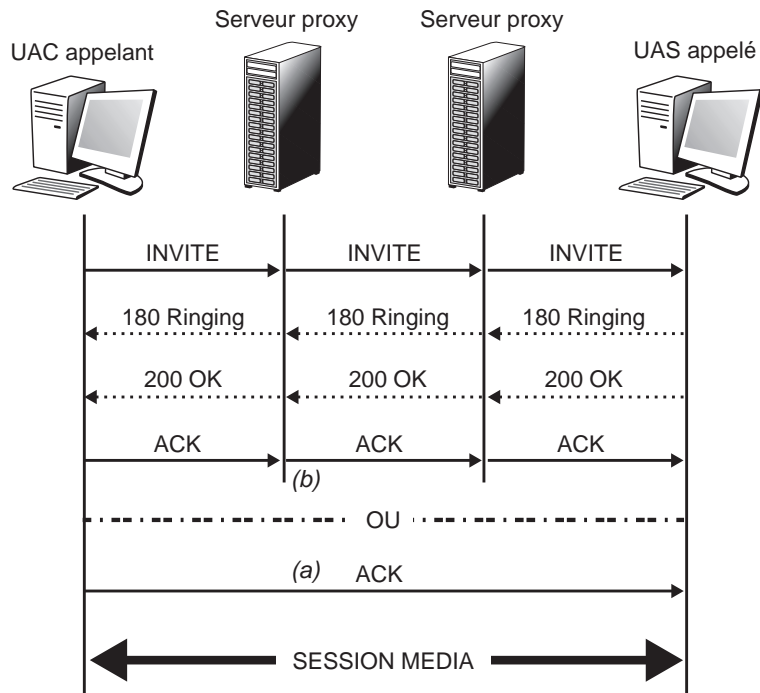 Serveur proxy Serveur proxy
UAC appelant UAS appelé
INVITE INVITE INVITE
180 Ringing 180 Ringing 180 Ringing
200 OK 200 OK 200 OK
ACK ACK ACK
(b)
OU
(a) ACK
SESSION MEDIA